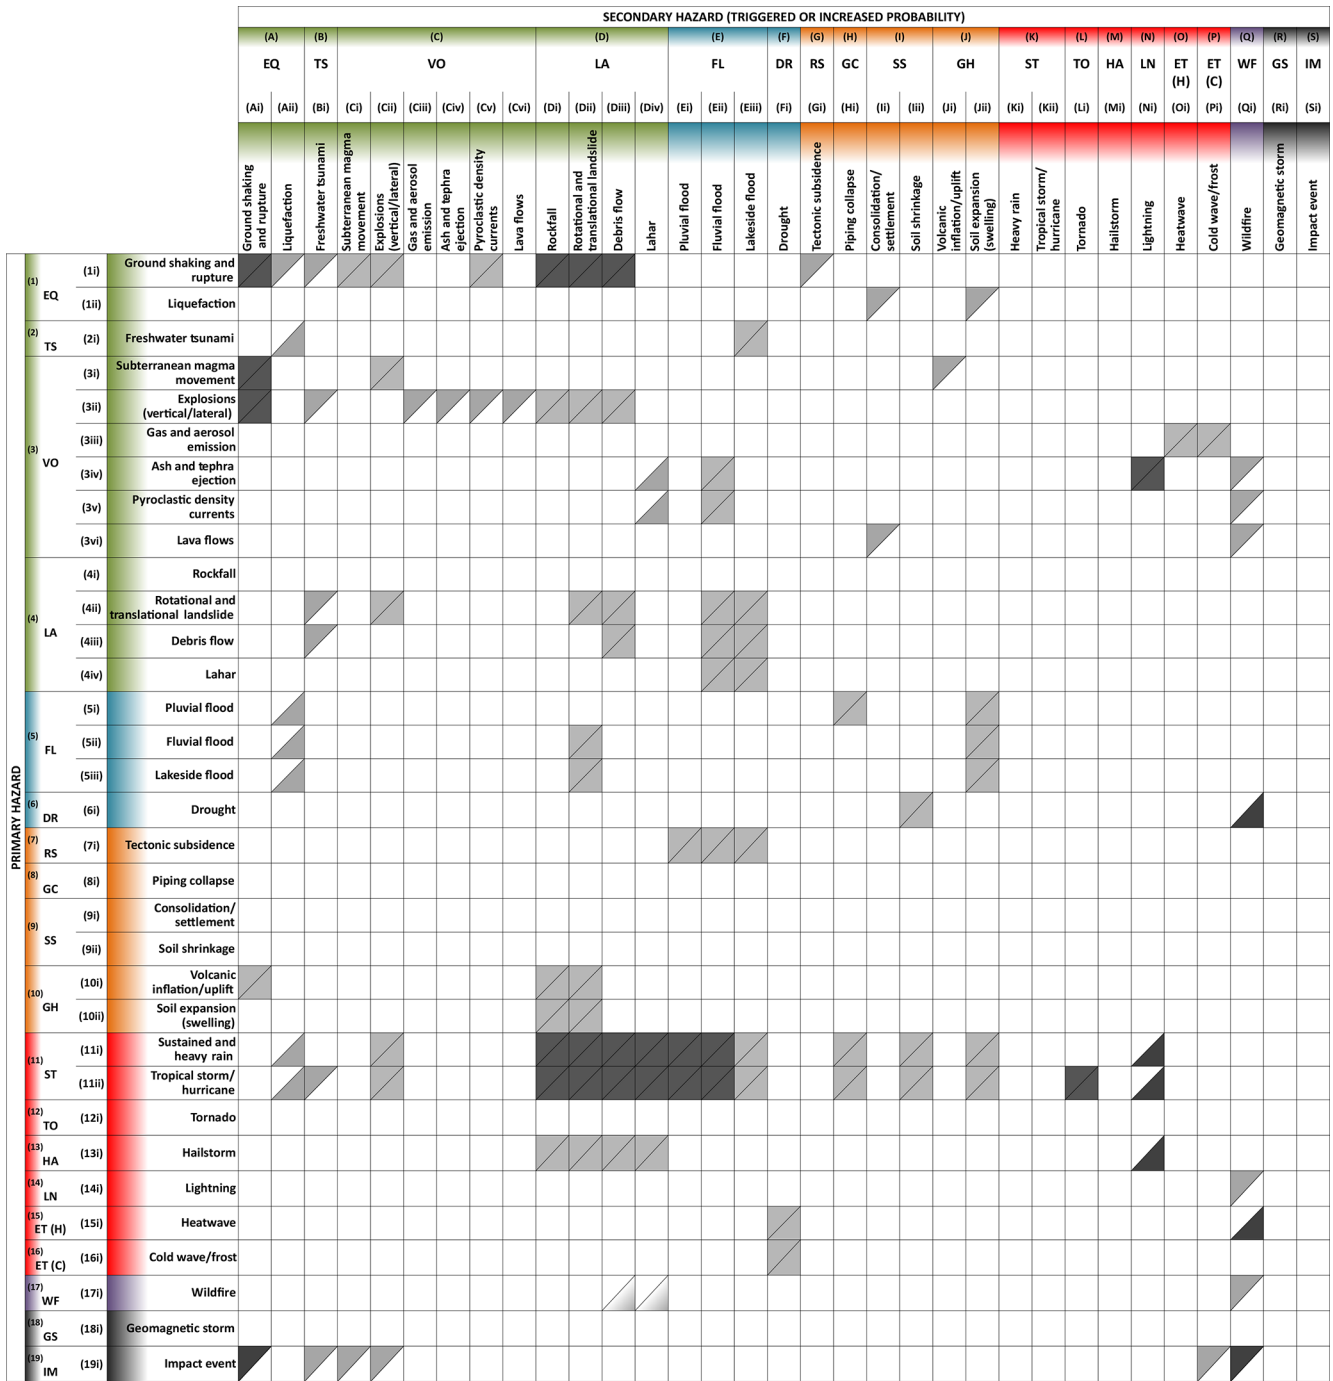 SECONDARY HAZARD (TRIGGERED OR INCREASED PROBABILITY)
(A) (B) (C) (D) (E) (F) (G) (H) (I) (J) (K) (L) (M) (N) (O) (P) (Q) (R) (S)
EQ TS VO LA FL DR RS GC SS GH ST TO HA LN ET (H) ET (C) WF GS IM
(Ai) (Aii) (Bi) (Ci) (Cii) (Ciii) (Civ) (Cv) (Cvi) (Di) (Dii) (Diii) (Div) (Ei) (Eii) (Eiii) (Fi) (Gi) (Hi) (Ii) (Iii) (Ji) (Jii) (Ki) (Kii) (Li) (Mi) (Ni) (Oi) (Pi) (Qi) (Ri) (Si)
Ground shaking
and rupture
Liquefaction
Freshwater tsunami
Subterranean magma
movement
Explosions
(vertical/lateral)
Gas and aerosol
emission
Ash and tephra
ejection
Pyroclastic density
currents
Lava flows
Rockfall
Rotational and
translational landslide
Debris flow
Lahar
Pluvial flood
Fluvial flood
Lakeside flood
Drought
Tectonic subsidence
Piping collapse
Consolidation/
settlement
Soil shrinkage
Volcanic
inflation/uplift
Soil expansion
(swelling)
Heavy rain
Tropical storm/
hurricane
Tornado
Hailstorm
Lightning
Heatwave
Cold wave/frost
Wildfire
Geomagnetic storm
Impact event
PRIMARY HAZARD
(1) EQ
(1i) Ground shaking and
rupture
(1ii) Liquefaction
(2) TS
(2i) Freshwater tsunami
(3) VO
(3i) Subterranean magma
movement
(3ii) Explosions
(vertical/lateral)
(3iii) Gas and aerosol
emission
(3iv) Ash and tephra
ejection
(3v) Pyroclastic density
currents
(3vi) Lava flows
(4) LA
(4i) Rockfall
(4ii) Rotational and
translational landslide
(4iii) Debris flow
(4iv) Lahar
(5) FL
(5i) Pluvial flood
(5ii) Fluvial flood
(5iii) Lakeside flood
(6) DR
(6i) Drought
(7) RS
(7i) Tectonic subsidence
(8) GC
(8i) Piping collapse
(9) SS
(9i) Consolidation/
settlement
(9ii) Soil shrinkage
(10) GH
(10i) Volcanic
inflation/uplift
(10ii) Soil expansion
(swelling)
(11) ST
(11i) Sustained and
heavy rain
(11ii) Tropical storm/
hurricane
(12) TO
(12i) Tornado
(13) HA
(13i) Hailstorm
(14) LN
(14i) Lightning
(15) ET (H)
(15i) Heatwave
(16) ET (C)
(16i) Cold wave/frost
(17) WF
(17i) Wildfire
(18) GS
(18i) Geomagnetic storm
(19) IM
(19i) Impact event